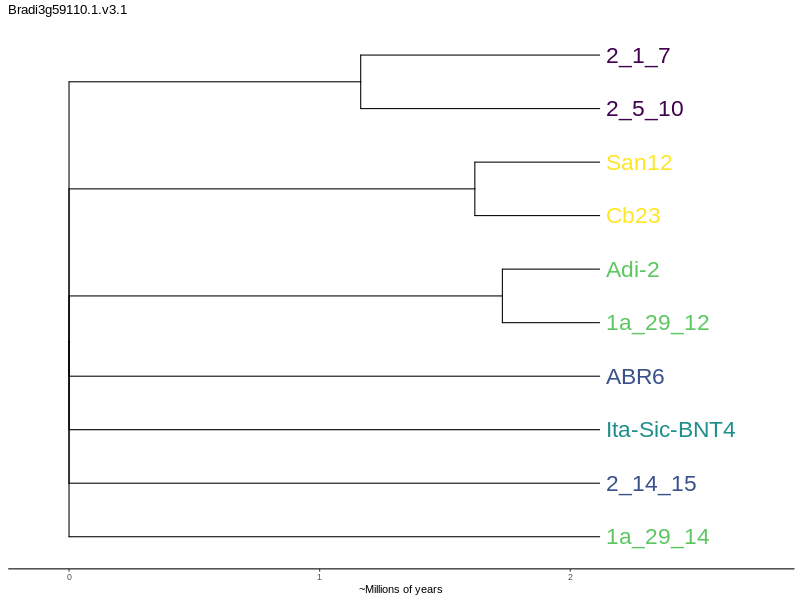 Bradi3g59110.1.v3.1
2_1_7
2_5_10
San12
Cb23
Adi-2
1a_29_12
ABR6
Ita-Sic-BNT4
2_14_15
1a_29_14
0 1 2
~Millions of years